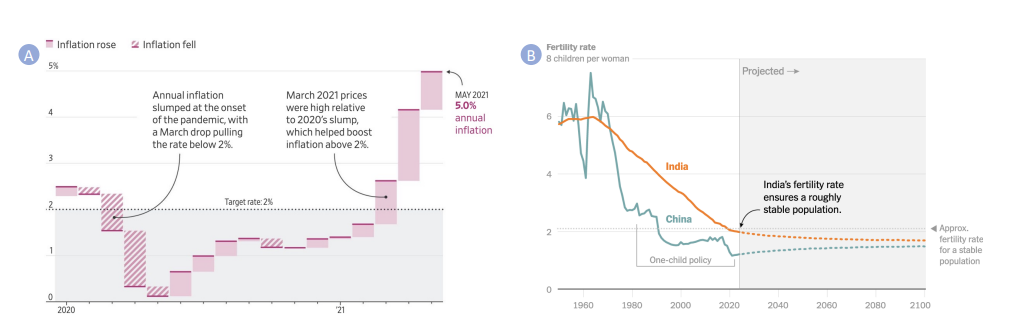 A
Inflation rose
Inflation fell
5%
4
3
2
1
0
Annual inflation
slumped at the onset
of the pandemic, with
a March drop pulling
the rate below 2%.
March 2021 prices
were high relative
to 2020's slump,
which helped boost
inflation above 2%.
MAY 2021
5.0%
annual
inflation
Target rate: 2%
2020
'21
B
Fertility rate
8 children per woman
6
4
2
0
Projected
India
China
India's fertility rate
ensures a roughly
stable population.
Approx.
fertility rate
for a stable
population
One-child policy
1960
1980
2000
2020
2040
2060
2080
2100